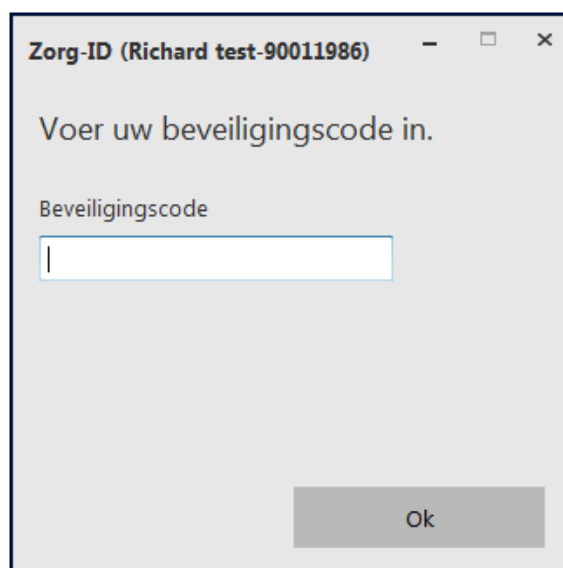 Zorg-ID (Richard test-90011986)
Voer uw beveiligingscode in.
Beveiligingscode
Ok